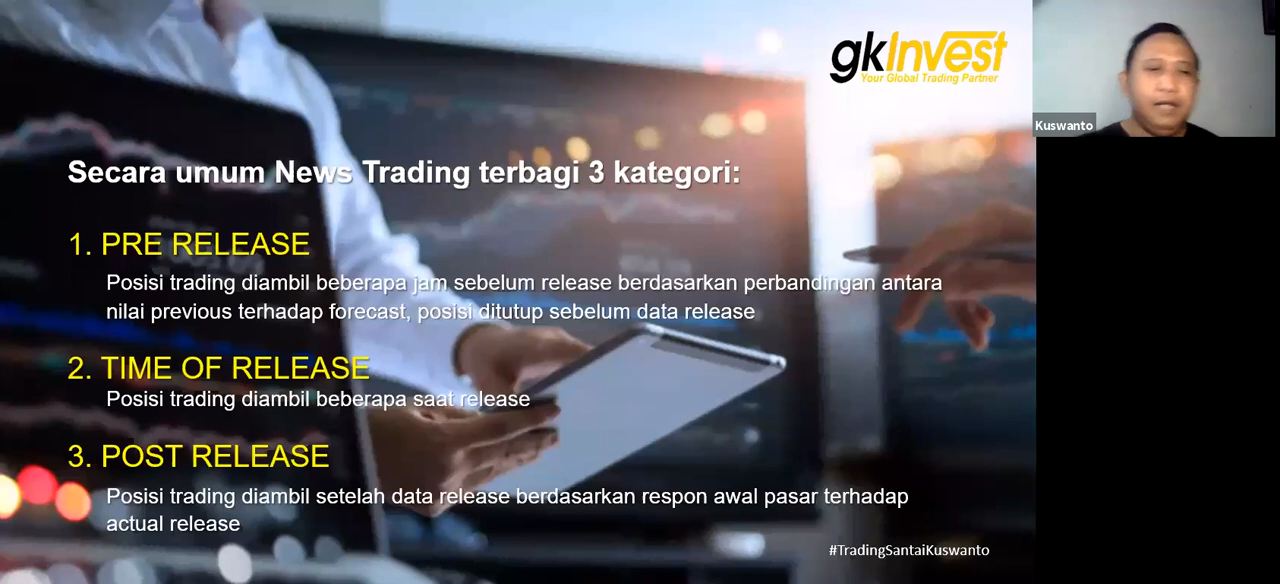 gkInvest
Your Global Trading Partner
Kuswanto
Secara umum News Trading terbagi 3 kategori:
1. PRE RELEASE
Posisi trading diambil beberapa jam sebelum release berdasarkan perbandingan antara
nilai previous terhadap forecast, posisi ditutup sebelum data release
2. TIME OF RELEASE
Posisi trading diambil beberapa saat release
3. POST RELEASE
Posisi trading diambil setelah data release berdasarkan respon awal pasar terhadap
actual release
#TradingSantaiKuswanto